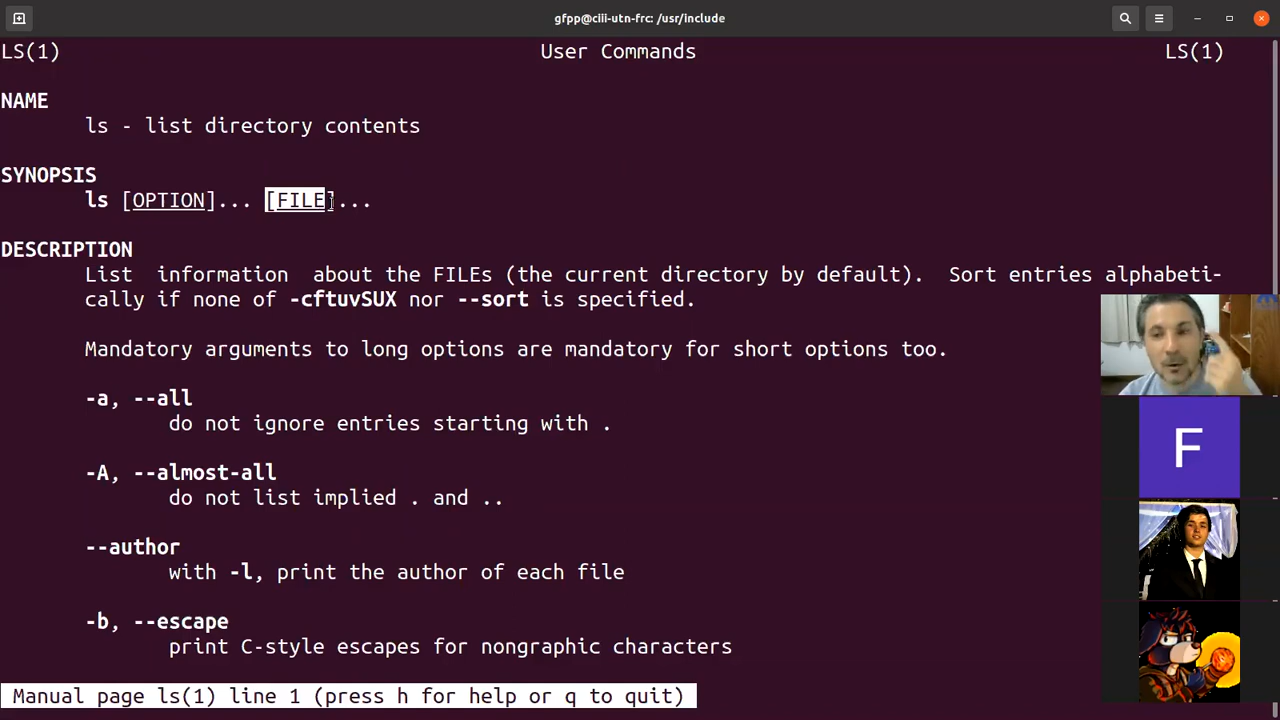 gfpp@ciii-utn-frc: /usr/include
LS(1) User Commands LS(1)
NAME
ls - list directory contents
SYNOPSIS
ls [OPTION]... [FILE]...
DESCRIPTION
List information about the FILEs (the current directory by default). Sort entries alphabeti-
cally if none of -cftuvSUX nor --sort is specified.
Mandatory arguments to long options are mandatory for short options too.
-a, --all
do not ignore entries starting with .
-A, --almost-all
do not list implied . and ..
--author
with -l, print the author of each file
F
-b, --escape
print C-style escapes for nongraphic characters
Manual page ls(1) line 1 (press h for help or q to quit)